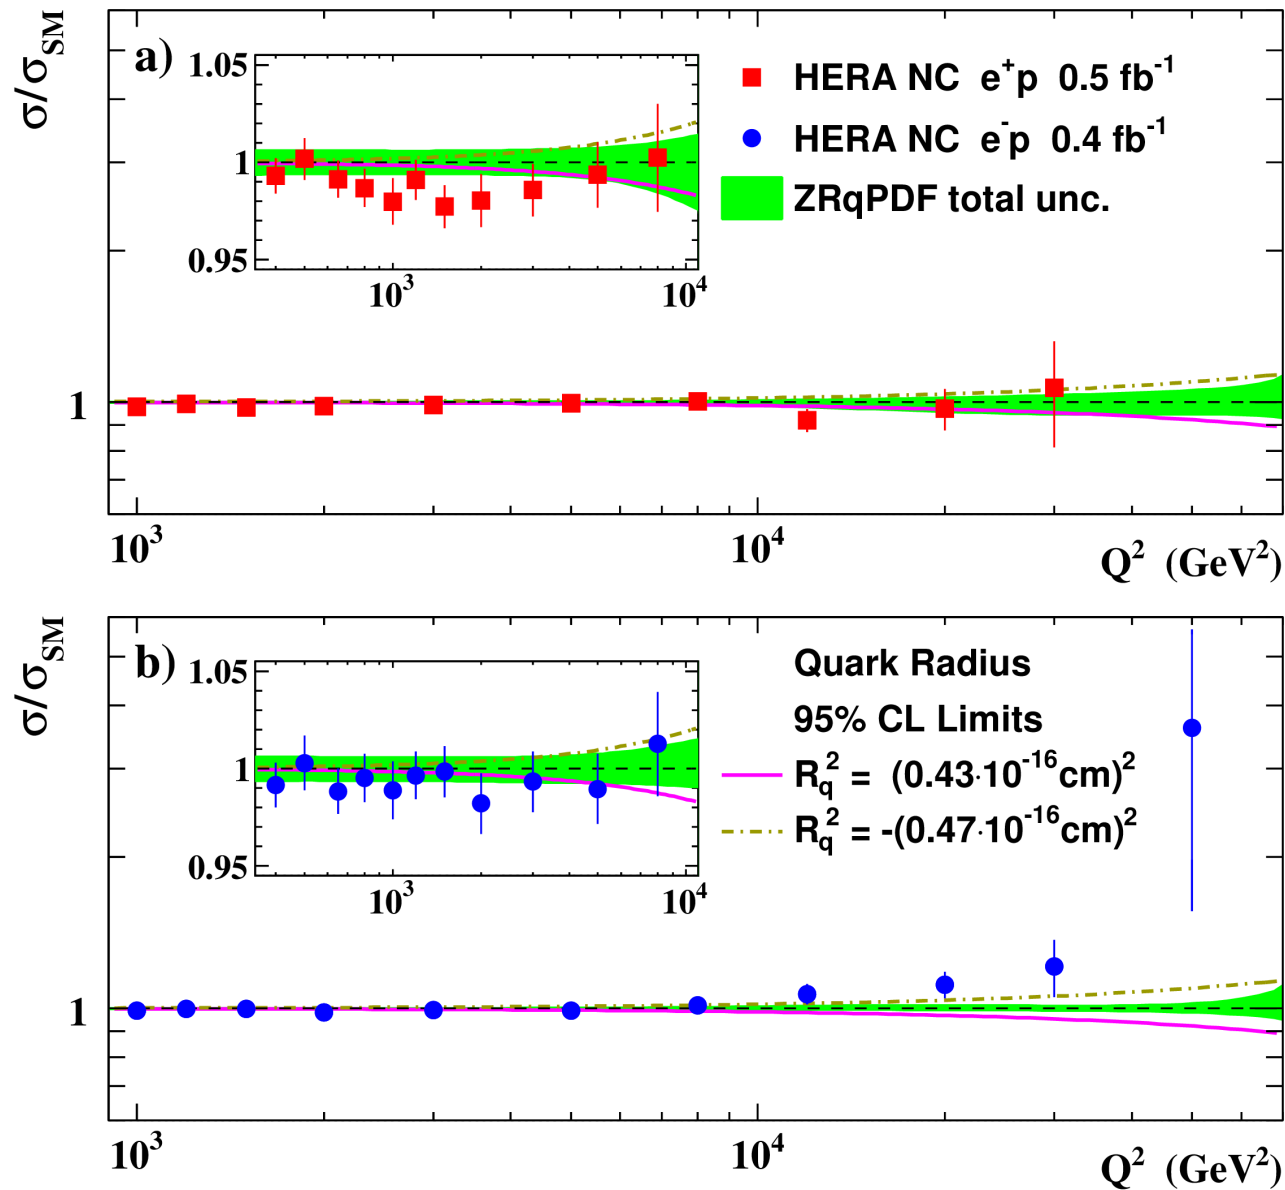 σ/σSM
a)
1.05
1
0.95
10³
10⁴
HERA NC e⁺p 0.5 fb⁻¹
HERA NC e⁻p 0.4 fb⁻¹
ZRqPDF total unc.
1
10³
10⁴
Q² (GeV²)
σ/σSM
b)
1.05
1
0.95
10³
10⁴
Quark Radius
95% CL Limits
Rq² = (0.43·10⁻¹⁶cm)²
Rq² = -(0.47·10⁻¹⁶cm)²
1
10³
10⁴
Q² (GeV²)